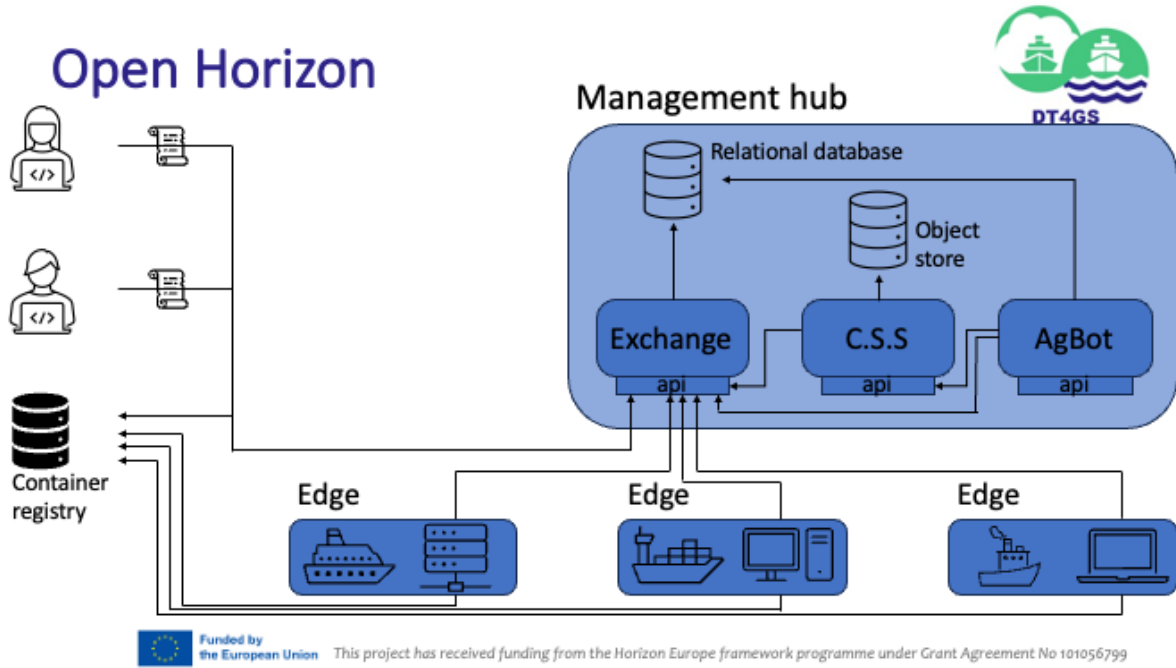 Open Horizon
DT4GS
Management hub
Relational database
Object
store
</>
</>
Exchange
api
C.S.S
api
AgBot
api
Container
registry
Edge
Edge
Edge
Funded by
the European Union
This project has received funding from the Horizon Europe framework programme under Grant Agreement No 101056799